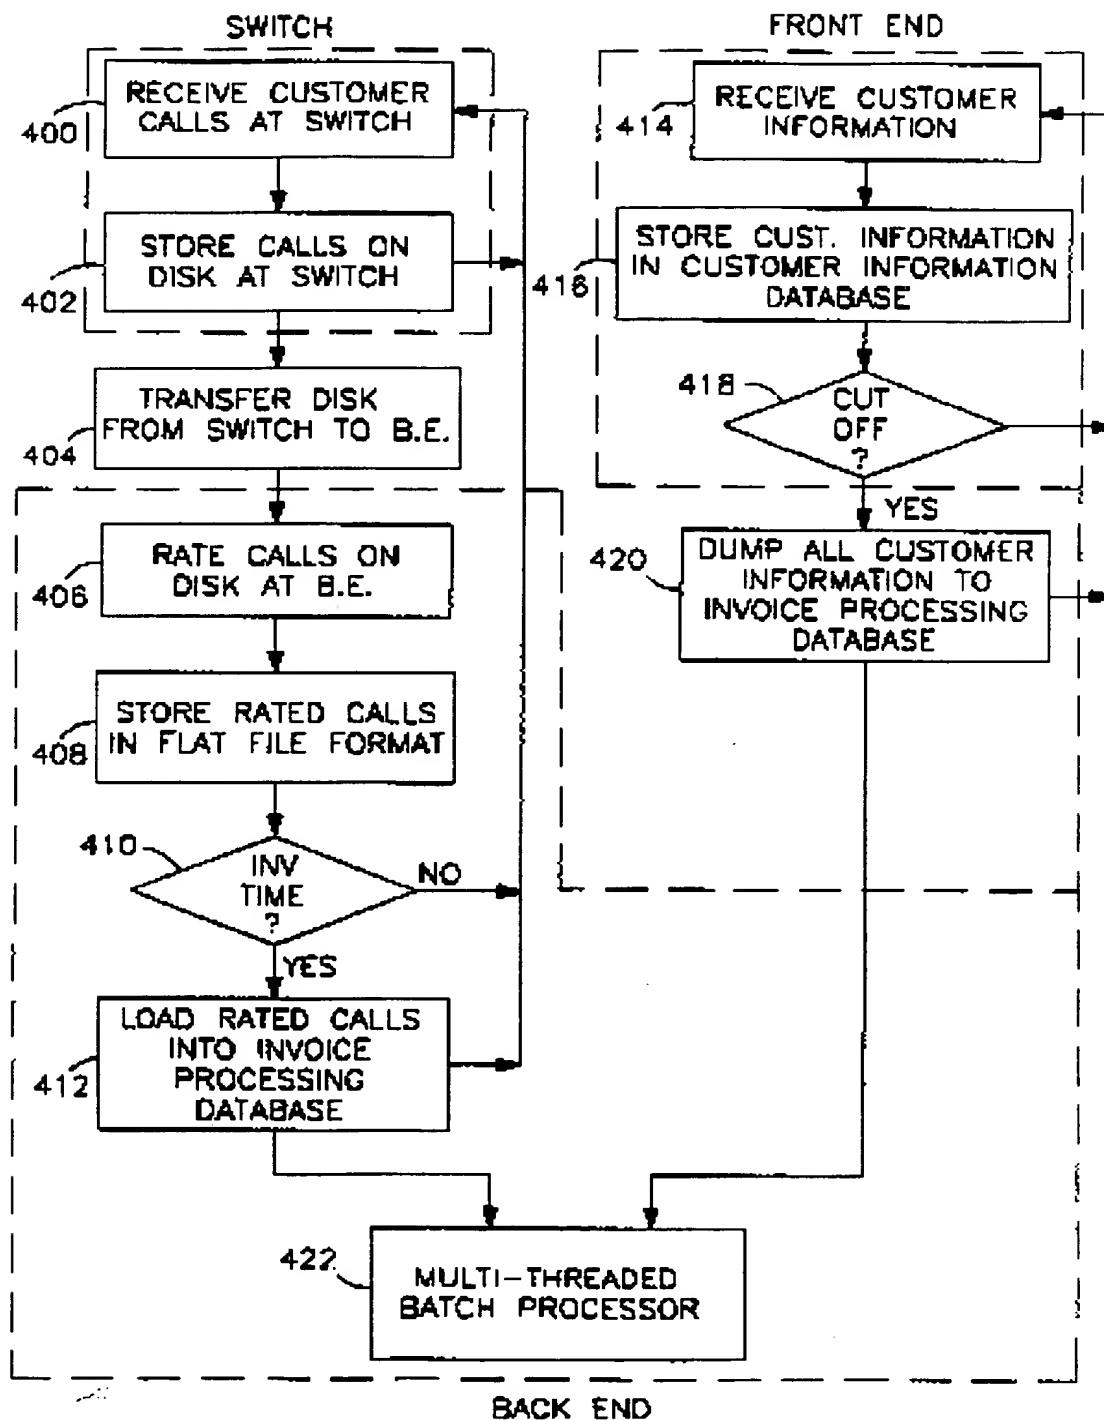 SWITCH
RECEIVE CUSTOMER
CALLS AT SWITCH
400
STORE CALLS ON
DISK AT SWITCH
402
TRANSFER DISK
FROM SWITCH TO B.E.
404
RATE CALLS ON
DISK AT B.E.
406
STORE RATED CALLS
IN FLAT FILE FORMAT
408
410
INV
TIME
?
NO
YES
LOAD RATED CALLS
INTO INVOICE
PROCESSING
DATABASE
412
FRONT END
RECEIVE CUSTOMER
INFORMATION
414
STORE CUST. INFORMATION
IN CUSTOMER INFORMATION
DATABASE
416
418
CUT
OFF
?
YES
DUMP ALL CUSTOMER
INFORMATION TO
INVOICE PROCESSING
DATABASE
420
422
MULTI-THREADED
BATCH PROCESSOR
BACK END